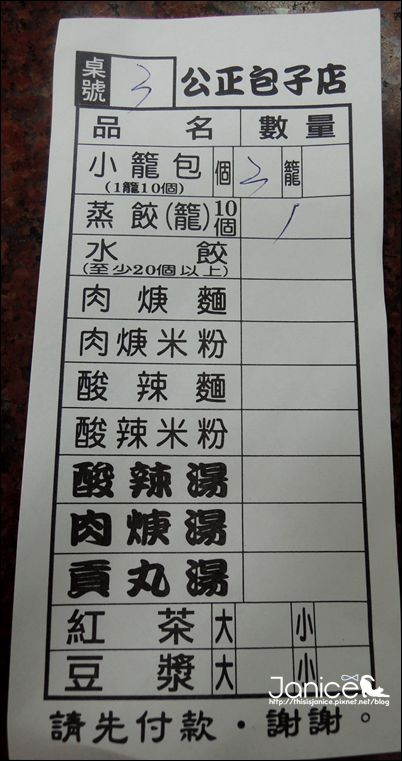 桌號 3 公正包子店
品名 數量
小籠包 個 3 籠
(1籠10個)
蒸餃(籠)10個 1
水餃
(至少20個以上)
肉焿麵
肉焿米粉
酸辣麵
酸辣米粉
酸辣湯
肉焿湯
貢丸湯
紅茶 大 小
豆漿 大 小
Janice
http://thisisjanice.pixnet.net/blog
請先付款．謝謝。